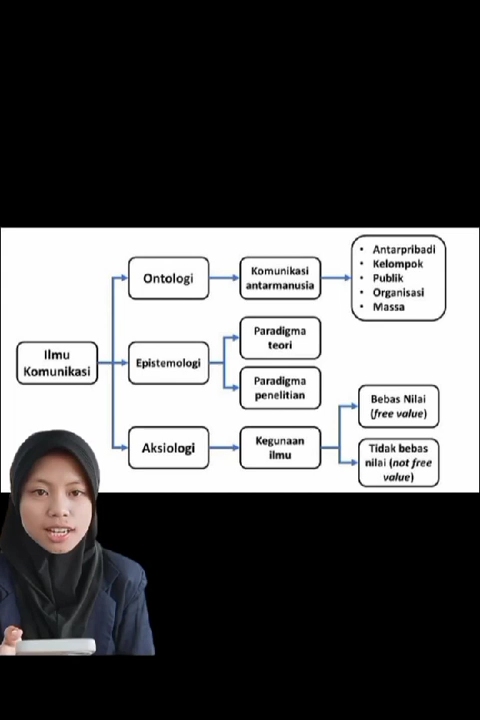 Ilmu
Komunikasi
Ontologi
Komunikasi
antarmanusia
• Antarpribadi
• Kelompok
• Publik
• Organisasi
• Massa
Epistemologi
Paradigma
teori
Paradigma
penelitian
Aksiologi
Kegunaan
ilmu
Bebas Nilai
(free value)
Tidak bebas
nilai (not free
value)